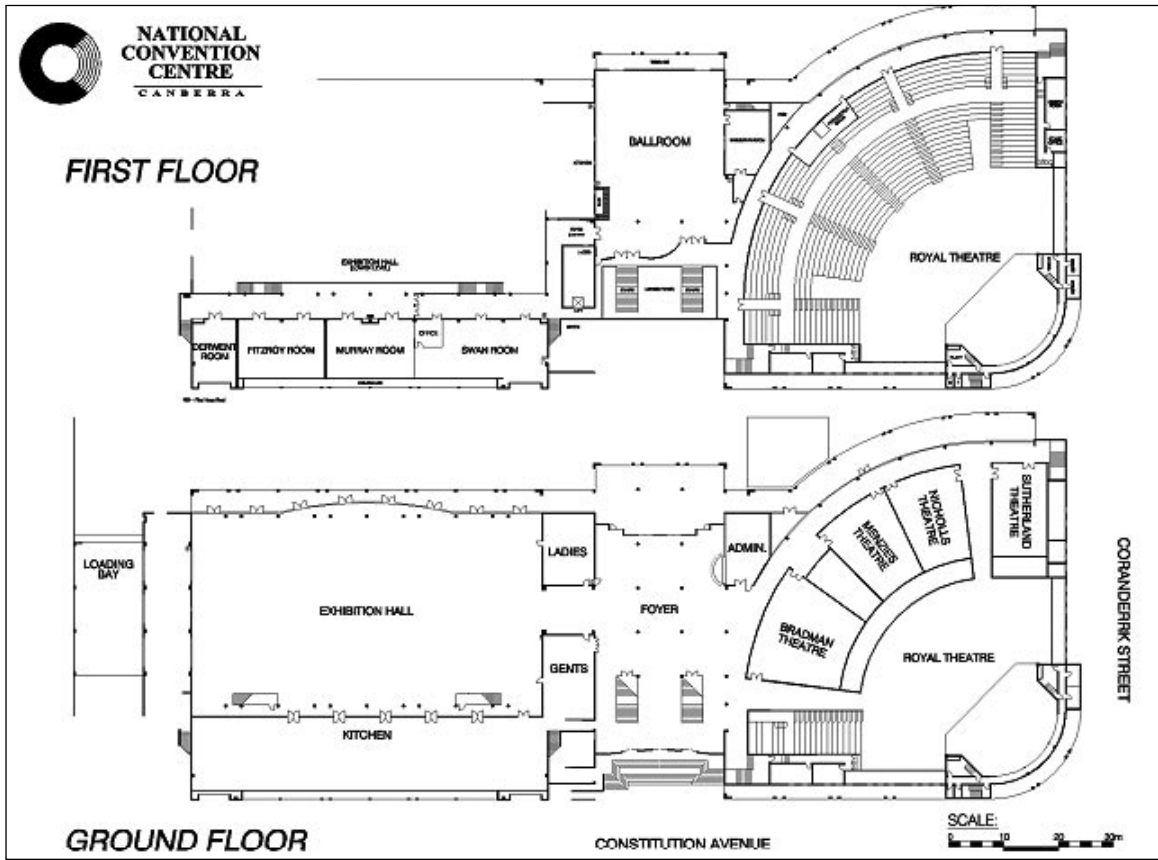 NATIONAL
CONVENTION
CENTRE
CANBERRA
FIRST FLOOR
BALLROOM
ROYAL THEATRE
EXHIBITION HALL
DERWENT
ROOM
FITZROY ROOM
MURRAY ROOM
OFFICE
SWAN ROOM
LOADING
BAY
EXHIBITION HALL
KITCHEN
LADIES
GENTS
FOYER
ADMIN.
BRADMAN
THEATRE
MENZIES
THEATRE
NICHOLLS
THEATRE
SUTHERLAND
THEATRE
ROYAL THEATRE
CORANDERRK STREET
GROUND FLOOR
CONSTITUTION AVENUE
SCALE:
0 10 20 30m